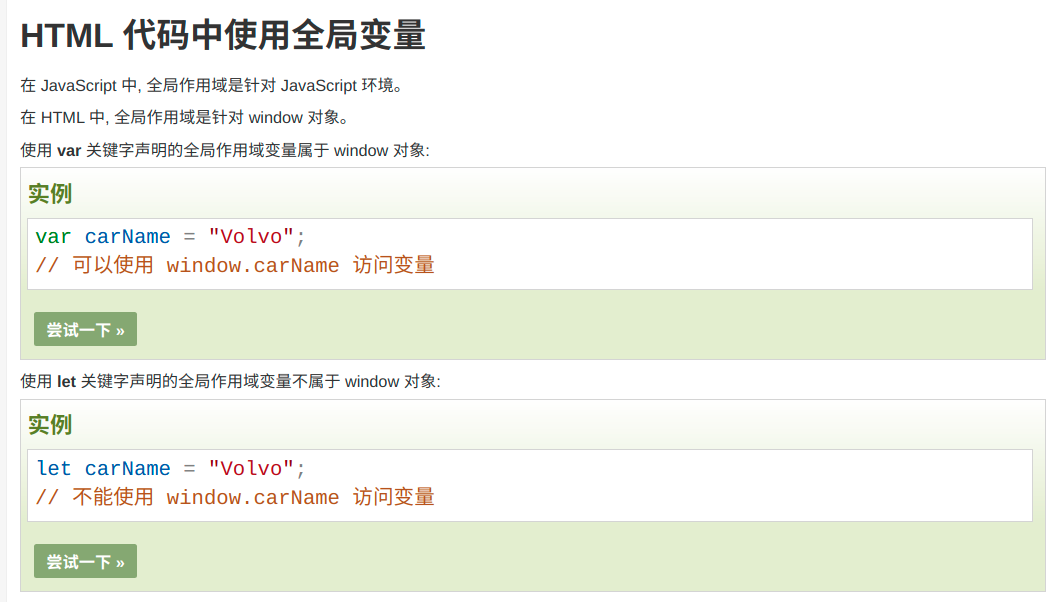 HTML 代码中使用全局变量
在 JavaScript 中, 全局作用域是针对 JavaScript 环境。
在 HTML 中, 全局作用域是针对 window 对象。
使用 var 关键字声明的全局作用域变量属于 window 对象:
实例
var carName = "Volvo";
// 可以使用 window.carName 访问变量
尝试一下 »
使用 let 关键字声明的全局作用域变量不属于 window 对象:
实例
let carName = "Volvo";
// 不能使用 window.carName 访问变量
尝试一下 »